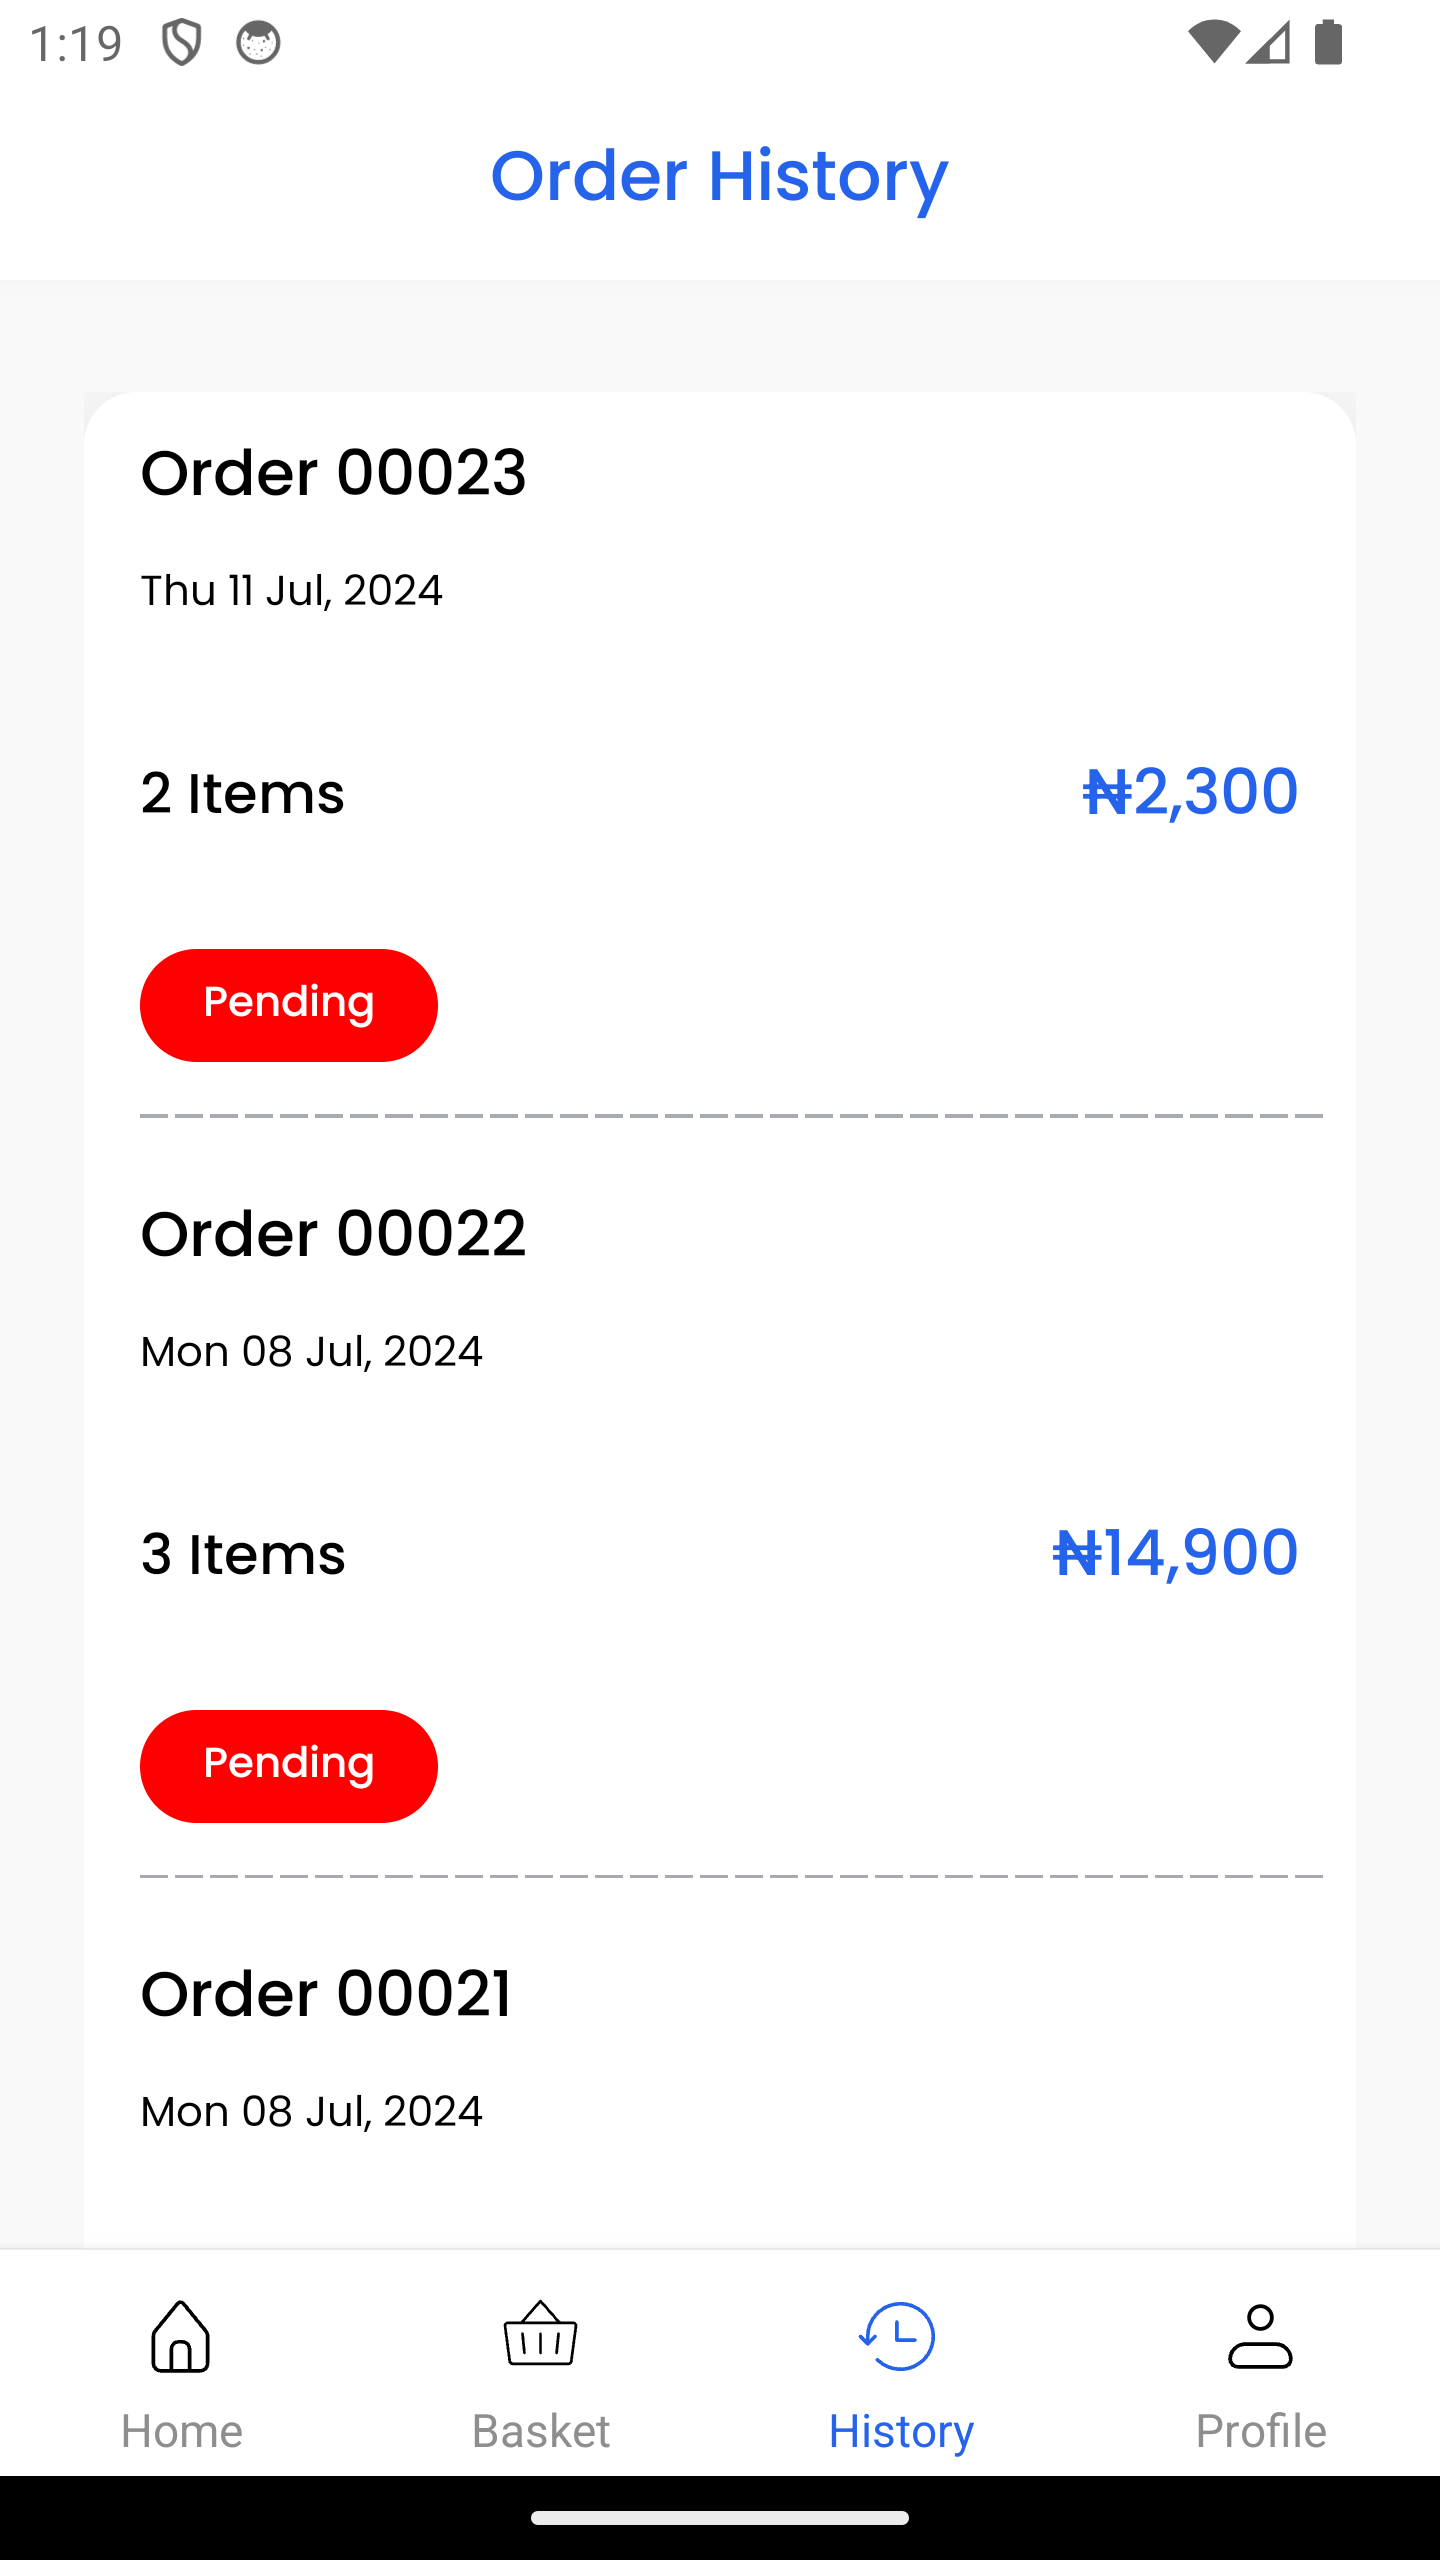 1:19
Order History
Order 00023
Thu 11 Jul, 2024
2 Items
₦2,300
Pending
Order 00022
Mon 08 Jul, 2024
3 Items
₦14,900
Pending
Order 00021
Mon 08 Jul, 2024
Home
Basket
History
Profile